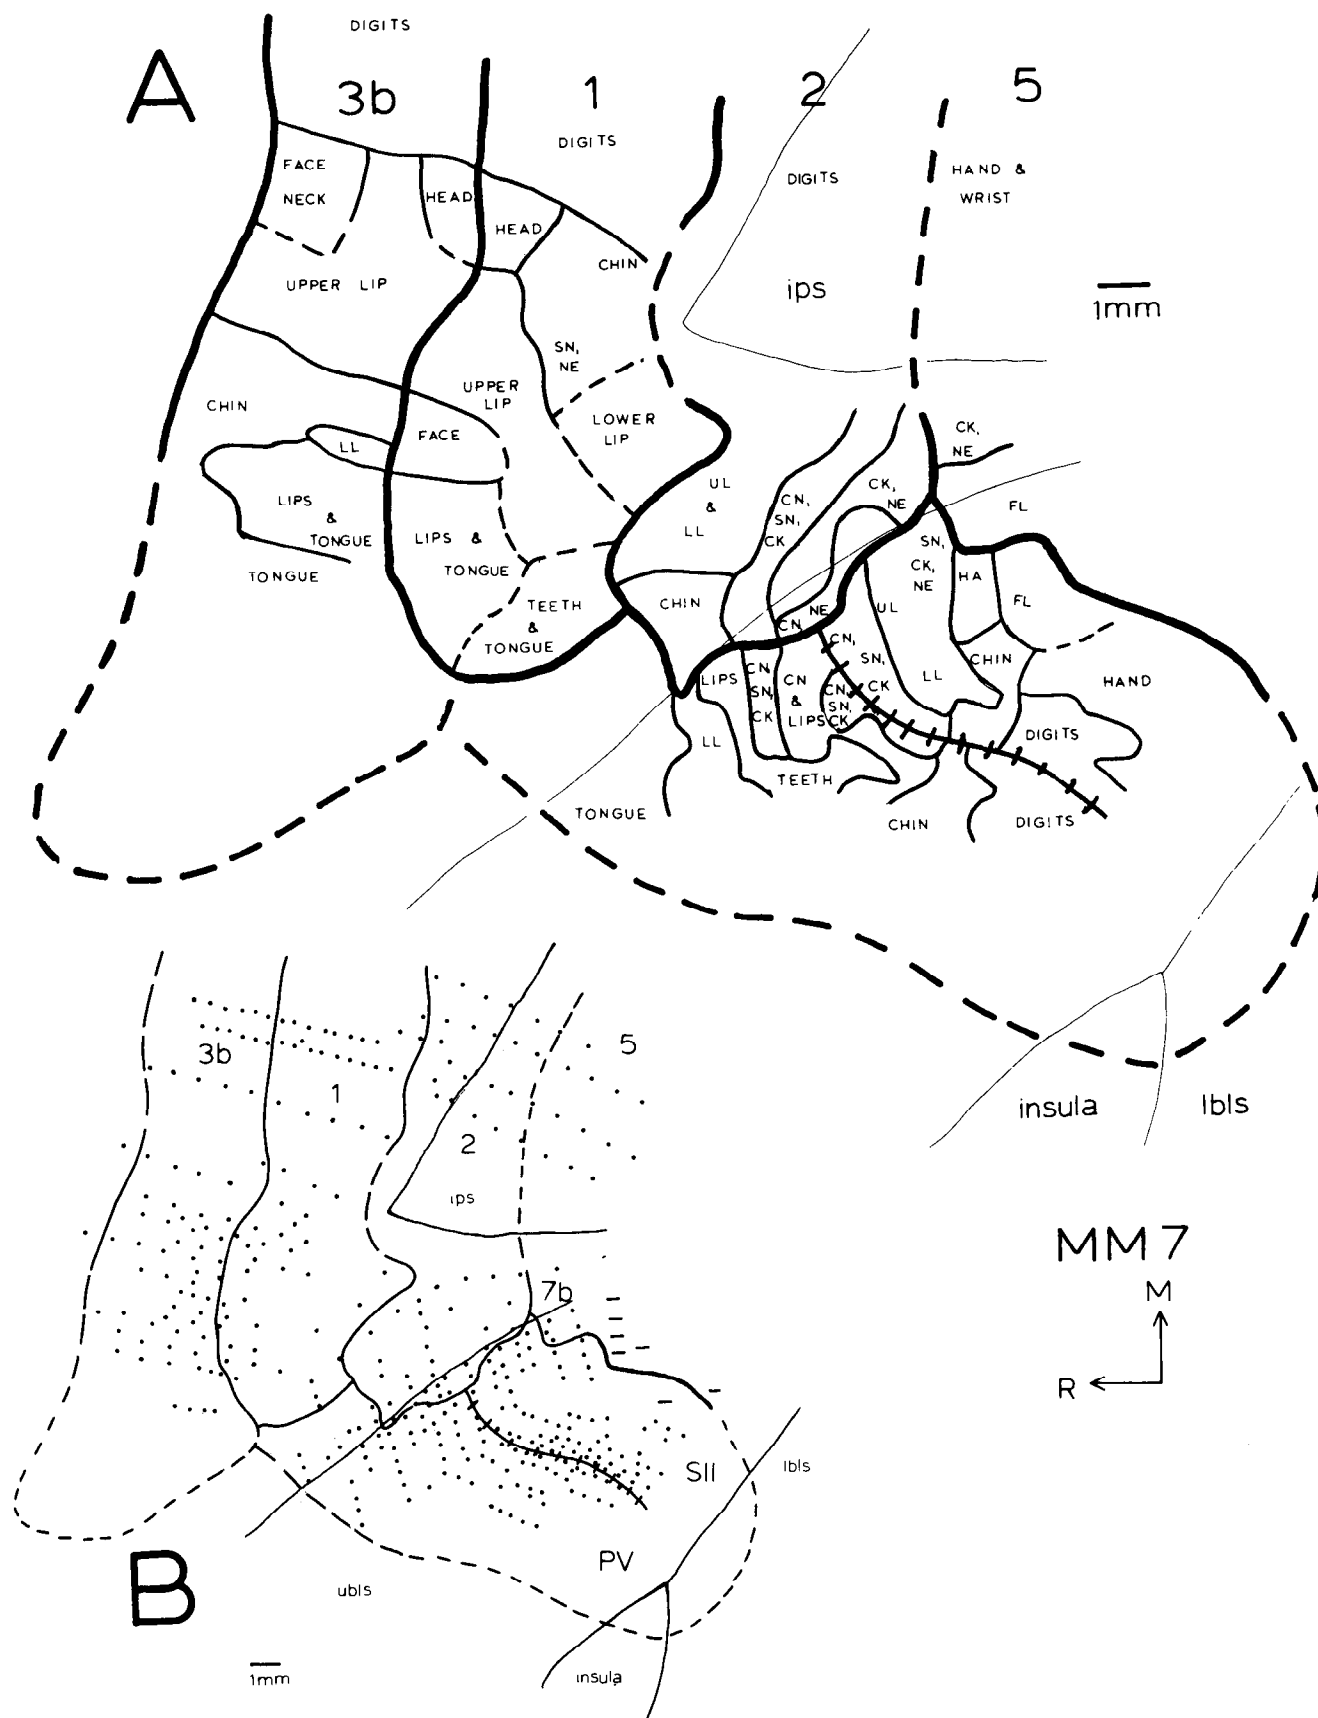 A
DIGITS
3b
1
2
5
DIGITS
DIGITS
HAND &
WRIST
FACE
NECK
HEAD
HEAD
CHIN
UPPER LIP
ips
1mm
SN,
NE
UPPER
LIP
LOWER
LIP
CHIN
FACE
LL
LIPS
&
TONGUE
TONGUE
LIPS &
TONGUE
TEETH
&
TONGUE
UL
&
LL
CN,
SN,
CK
CK,
NE
CK,
NE
FL
SN,
CK,
NE
HA
FL
CHIN
NE
CN
UL
CN,
SN,
CK
LL
CHIN
HAND
LIPS
CN
SN,
CK
CN
&
LIPS
CN,
SN,
CK
LL
TEETH
DIGITS
TONGUE
CHIN
DIGITS
insula
lbls
B
3b
1
2
5
ips
7b
SII
lbls
PV
ubls
insula
1mm
MM7
M
R